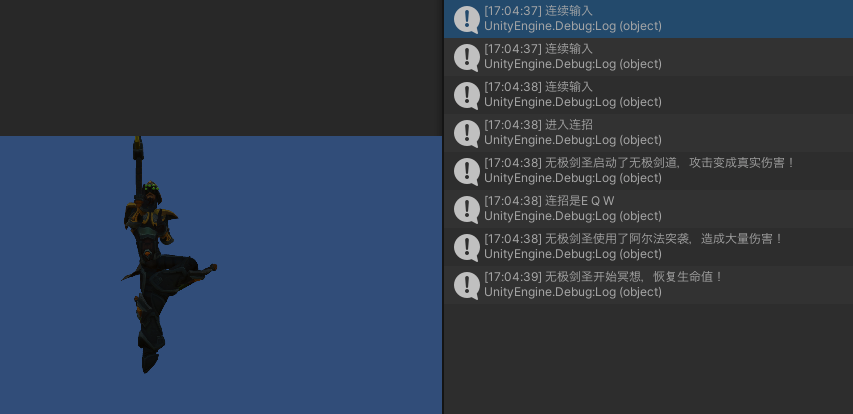 [17:04:37] 连续输入
UnityEngine.Debug:Log (object)
[17:04:37] 连续输入
UnityEngine.Debug:Log (object)
[17:04:38] 连续输入
UnityEngine.Debug:Log (object)
[17:04:38] 进入连招
UnityEngine.Debug:Log (object)
[17:04:38] 无极剑圣启动了无极剑道，攻击变成真实伤害！
UnityEngine.Debug:Log (object)
[17:04:38] 连招是E Q W
UnityEngine.Debug:Log (object)
[17:04:38] 无极剑圣使用了阿尔法突袭，造成大量伤害！
UnityEngine.Debug:Log (object)
[17:04:39] 无极剑圣开始冥想，恢复生命值！
UnityEngine.Debug:Log (object)